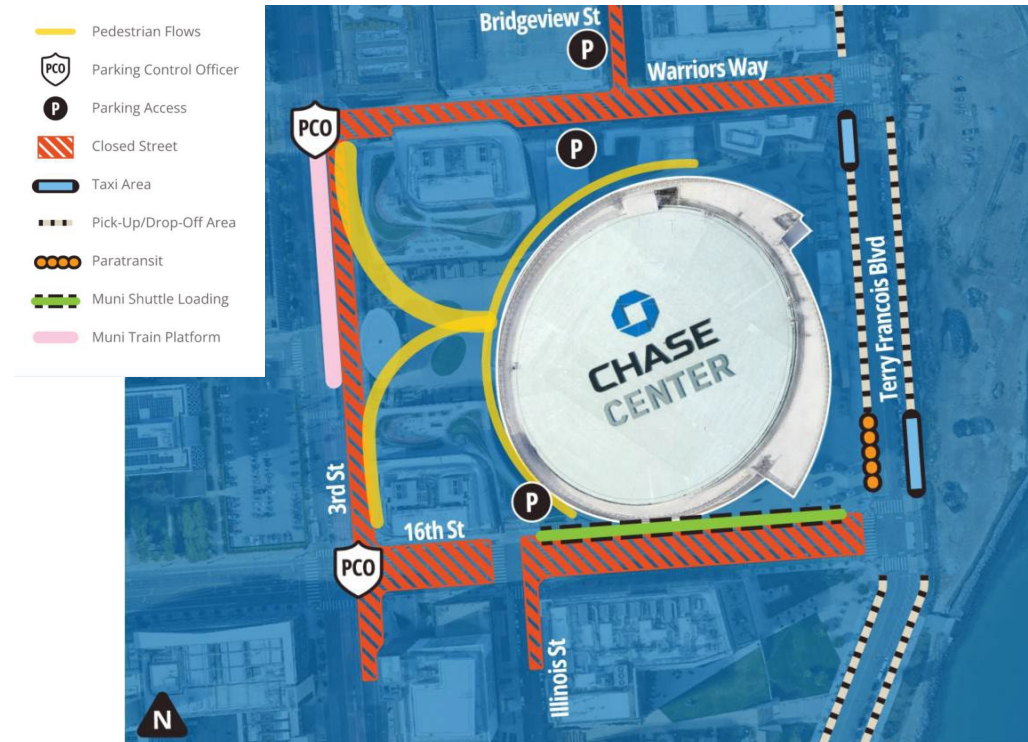 Pedestrian Flows
PCO
Parking Control Officer
P
Parking Access
Closed Street
Taxi Area
Pick-Up/Drop-Off Area
Paratransit
Muni Shuttle Loading
Muni Train Platform
Bridgeview St
P
Warriors Way
PCO
P
Terry Francois Blvd
CHASE
CENTER
3rd St
P
16th St
PCO
Illinois St
N